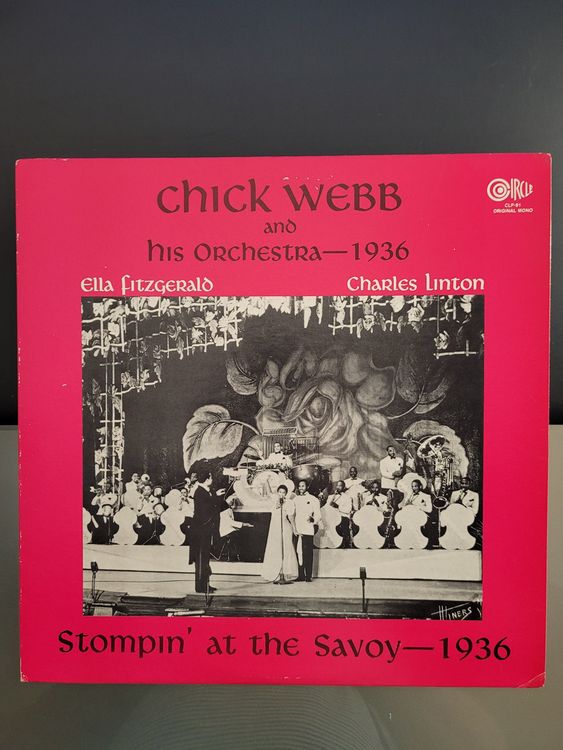 Chick Webb
and
his Orchestra—1936
CIRCLE
CLP-81
ORIGINAL MONO
Ella Fitzgerald
Charles Linton
HINERS
Stompin' at the Savoy—1936